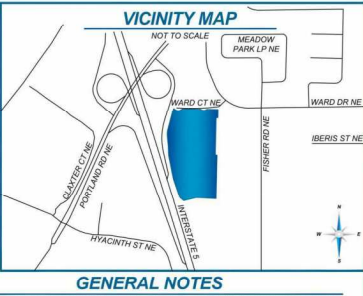 VICINITY MAP
NOT TO SCALE
MEADOW
PARK LP NE
WARD CT NE
WARD DR NE
IBERIS ST NE
FISHER RD NE
CLAXTER CT NE
PORTLAND RD NE
INTERSTATE 5
HYACINTH ST NE
N
W
E
S
GENERAL NOTES